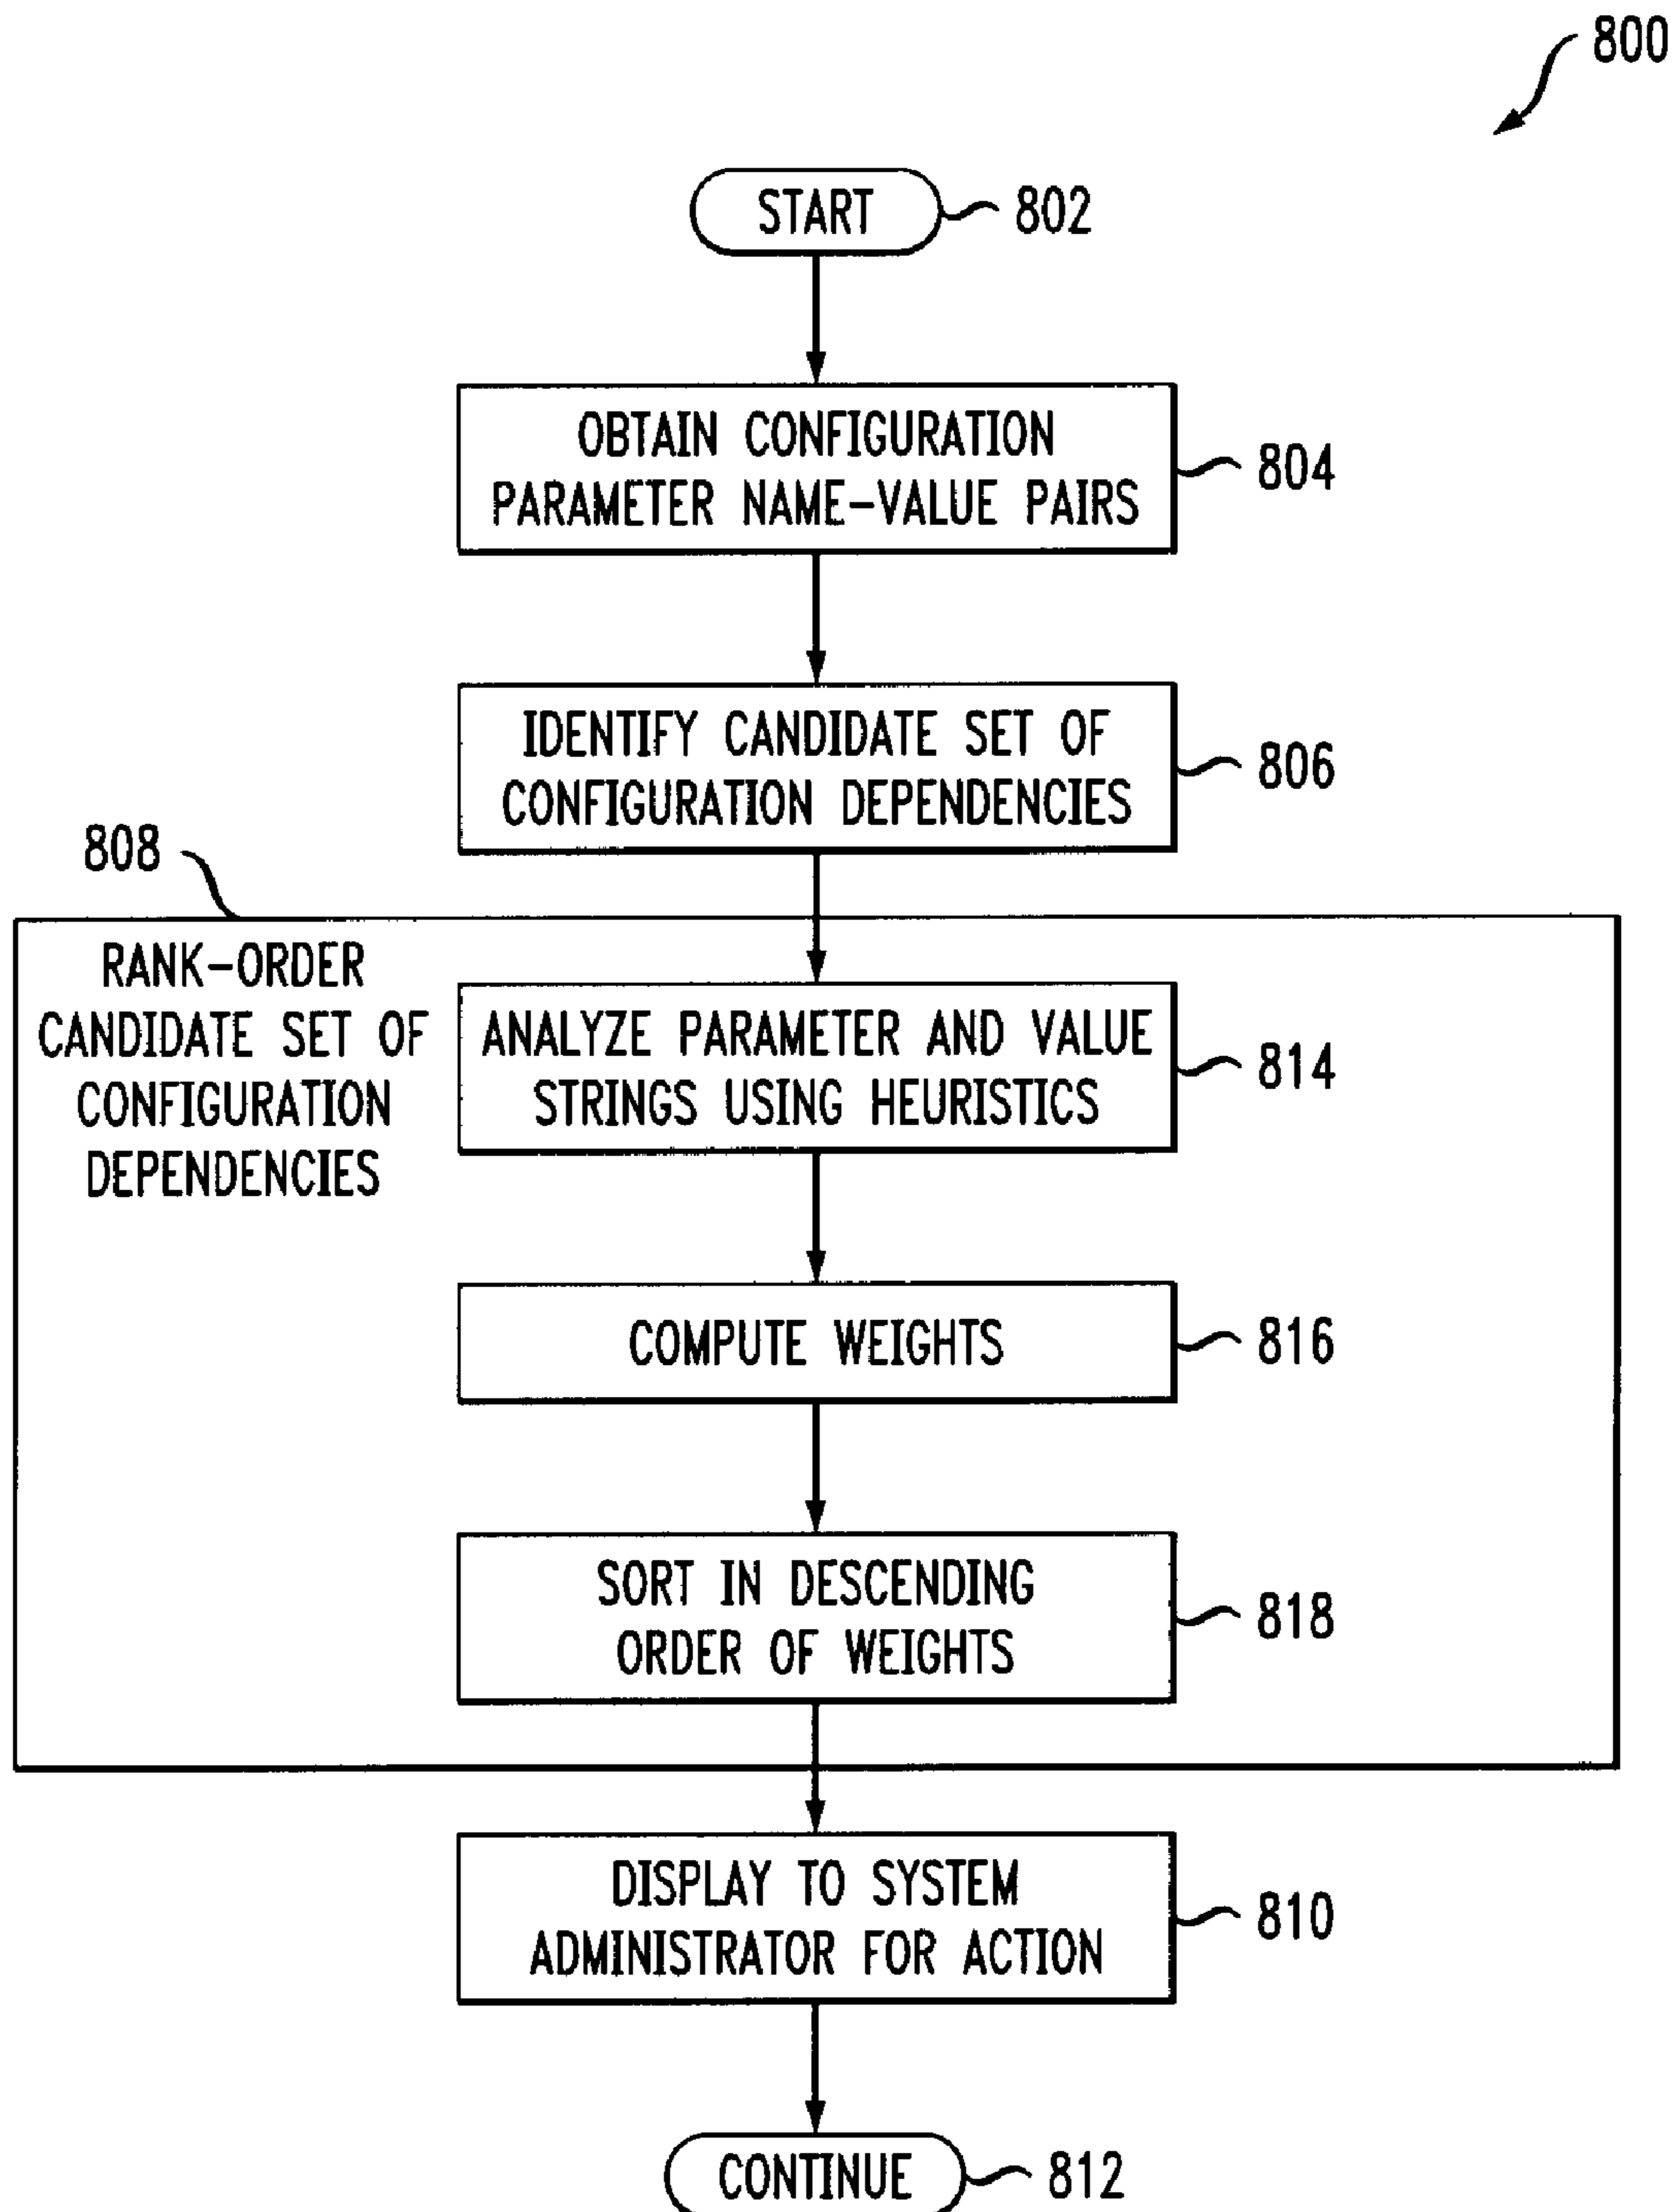 800
START
802
OBTAIN CONFIGURATION
PARAMETER NAME-VALUE PAIRS
804
IDENTIFY CANDIDATE SET OF
CONFIGURATION DEPENDENCIES
806
808
RANK-ORDER
CANDIDATE SET OF
CONFIGURATION
DEPENDENCIES
ANALYZE PARAMETER AND VALUE
STRINGS USING HEURISTICS
814
COMPUTE WEIGHTS
816
SORT IN DESCENDING
ORDER OF WEIGHTS
818
DISPLAY TO SYSTEM
ADMINISTRATOR FOR ACTION
810
CONTINUE
812